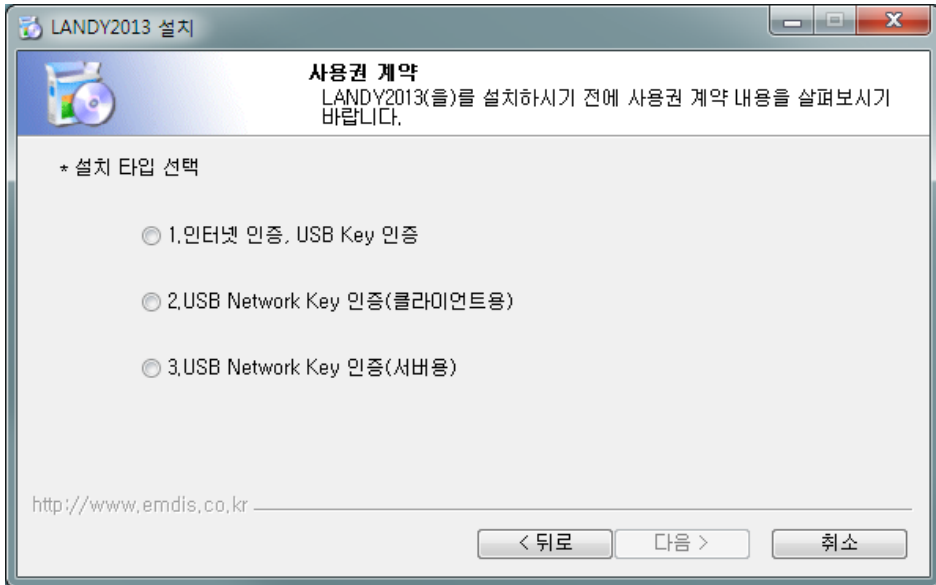 LANDY2013 설치
사용권 계약
LANDY2013(을)를 설치하시기 전에 사용권 계약 내용을 살펴보시기
바랍니다.
* 설치 타입 선택
1.인터넷 인증, USB Key 인증
2.USB Network Key 인증(클라이언트용)
3.USB Network Key 인증(서버용)
http://www.emdis.co.kr
< 뒤로
다음 >
취소